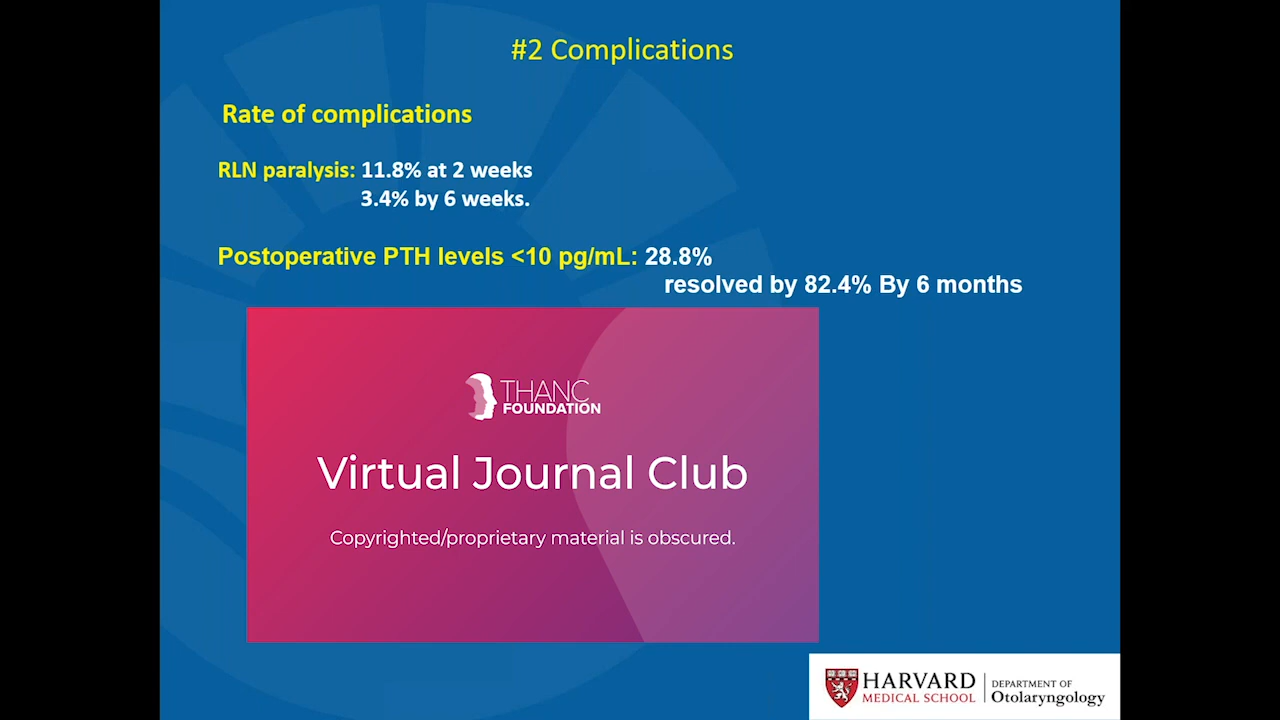 #2 Complications
Rate of complications
RLN paralysis: 11.8% at 2 weeks
3.4% by 6 weeks.
Postoperative PTH levels <10 pg/mL: 28.8%
resolved by 82.4% By 6 months
THANC
FOUNDATION
Virtual Journal Club
Copyrighted/proprietary material is obscured.
HARVARD
MEDICAL SCHOOL
DEPARTMENT OF
Otolaryngology